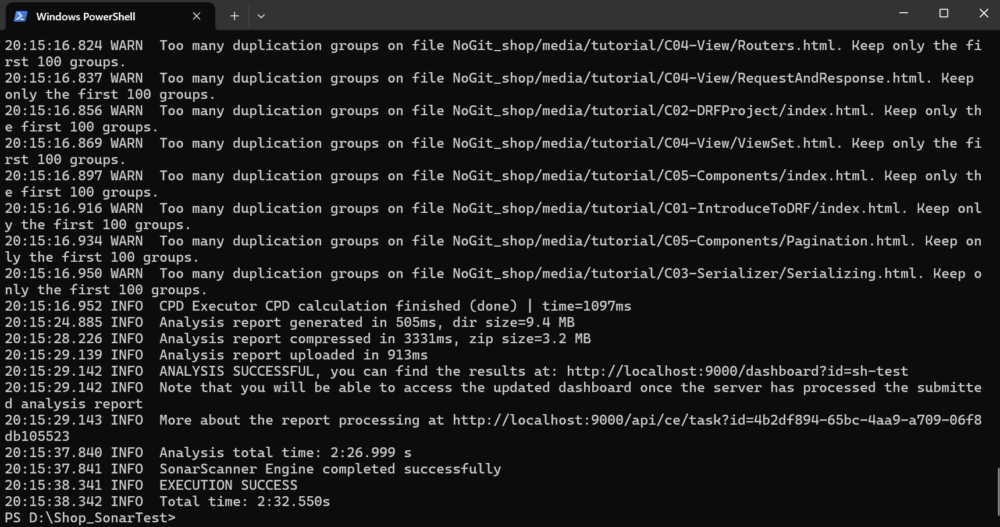 Windows PowerShell
20:15:16.824 WARN  Too many duplication groups on file NoGit_shop/media/tutorial/C04-View/Routers.html. Keep only the fi
rst 100 groups.
20:15:16.837 WARN  Too many duplication groups on file NoGit_shop/media/tutorial/C04-View/RequestAndResponse.html. Keep
only the first 100 groups.
20:15:16.856 WARN  Too many duplication groups on file NoGit_shop/media/tutorial/C02-DRFProject/index.html. Keep only th
e first 100 groups.
20:15:16.869 WARN  Too many duplication groups on file NoGit_shop/media/tutorial/C04-View/ViewSet.html. Keep only the fi
rst 100 groups.
20:15:16.897 WARN  Too many duplication groups on file NoGit_shop/media/tutorial/C05-Components/index.html. Keep only th
e first 100 groups.
20:15:16.916 WARN  Too many duplication groups on file NoGit_shop/media/tutorial/C01-IntroduceToDRF/index.html. Keep onl
y the first 100 groups.
20:15:16.934 WARN  Too many duplication groups on file NoGit_shop/media/tutorial/C05-Components/Pagination.html. Keep on
ly the first 100 groups.
20:15:16.950 WARN  Too many duplication groups on file NoGit_shop/media/tutorial/C03-Serializer/Serializing.html. Keep o
nly the first 100 groups.
20:15:16.952 INFO  CPD Executor CPD calculation finished (done) | time=1097ms
20:15:24.885 INFO  Analysis report generated in 505ms, dir size=9.4 MB
20:15:28.226 INFO  Analysis report compressed in 3331ms, zip size=3.2 MB
20:15:29.139 INFO  Analysis report uploaded in 913ms
20:15:29.142 INFO  ANALYSIS SUCCESSFUL, you can find the results at: http://localhost:9000/dashboard?id=sh-test
20:15:29.142 INFO  Note that you will be able to access the updated dashboard once the server has processed the submitte
d analysis report
20:15:29.143 INFO  More about the report processing at http://localhost:9000/api/ce/task?id=4b2df894-65bc-4aa9-a709-06f8
db105523
20:15:37.840 INFO  Analysis total time: 2:26.999 s
20:15:37.841 INFO  SonarScanner Engine completed successfully
20:15:38.341 INFO  EXECUTION SUCCESS
20:15:38.342 INFO  Total time: 2:32.550s
PS D:\Shop_SonarTest>